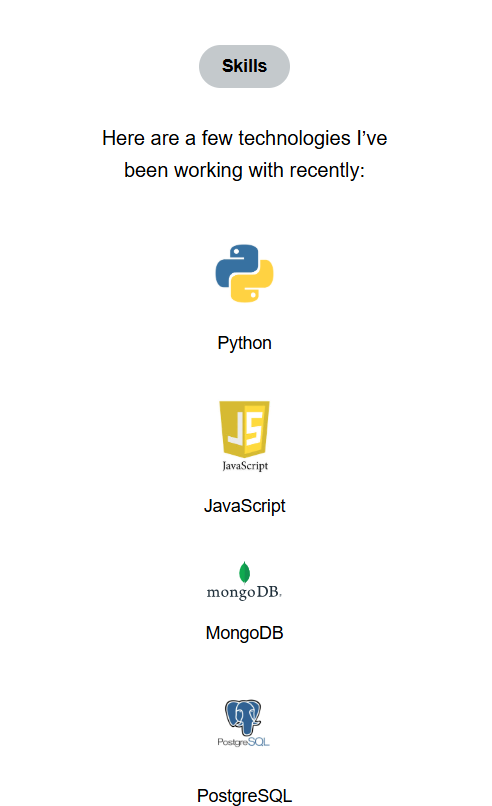 Skills
Here are a few technologies I’ve
been working with recently:
Python
JS
JavaScript
JavaScript
mongoDB.
MongoDB
PostgreSQL
PostgreSQL